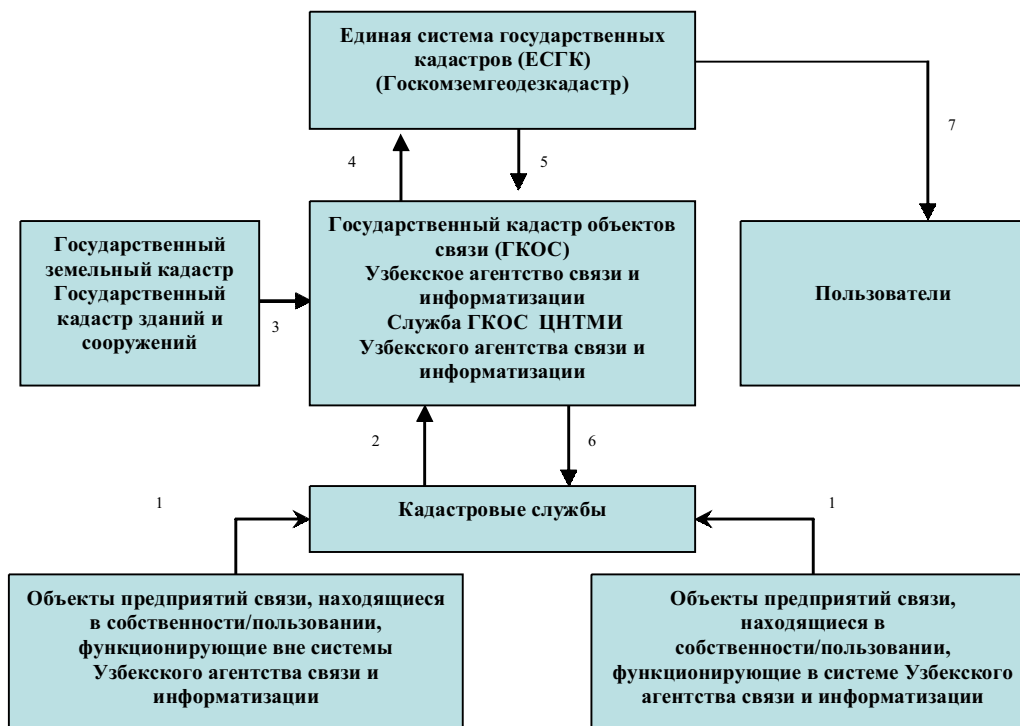 Единая система государственных
кадастров (ЕСГК)
(Госкомземгеодезкадастр)
7
4
5
Государственный
земельный кадастр
Государственный
кадастр зданий и
сооружений
3
Государственный кадастр объектов
связи (ГКОС)
Узбекское агентство связи и
информатизации
Служба ГКОС ЦНТМИ
Узбекского агентства связи и
информатизации
Пользователи
2
6
1
Кадастровые службы
1
Объекты предприятий связи, находящиеся
в собственности/пользовании,
функционирующие вне системы
Узбекского агентства связи и
информатизации
Объекты предприятий связи,
находящиеся в
собственности/пользовании,
функционирующие в системе Узбекского
агентства связи и информатизации